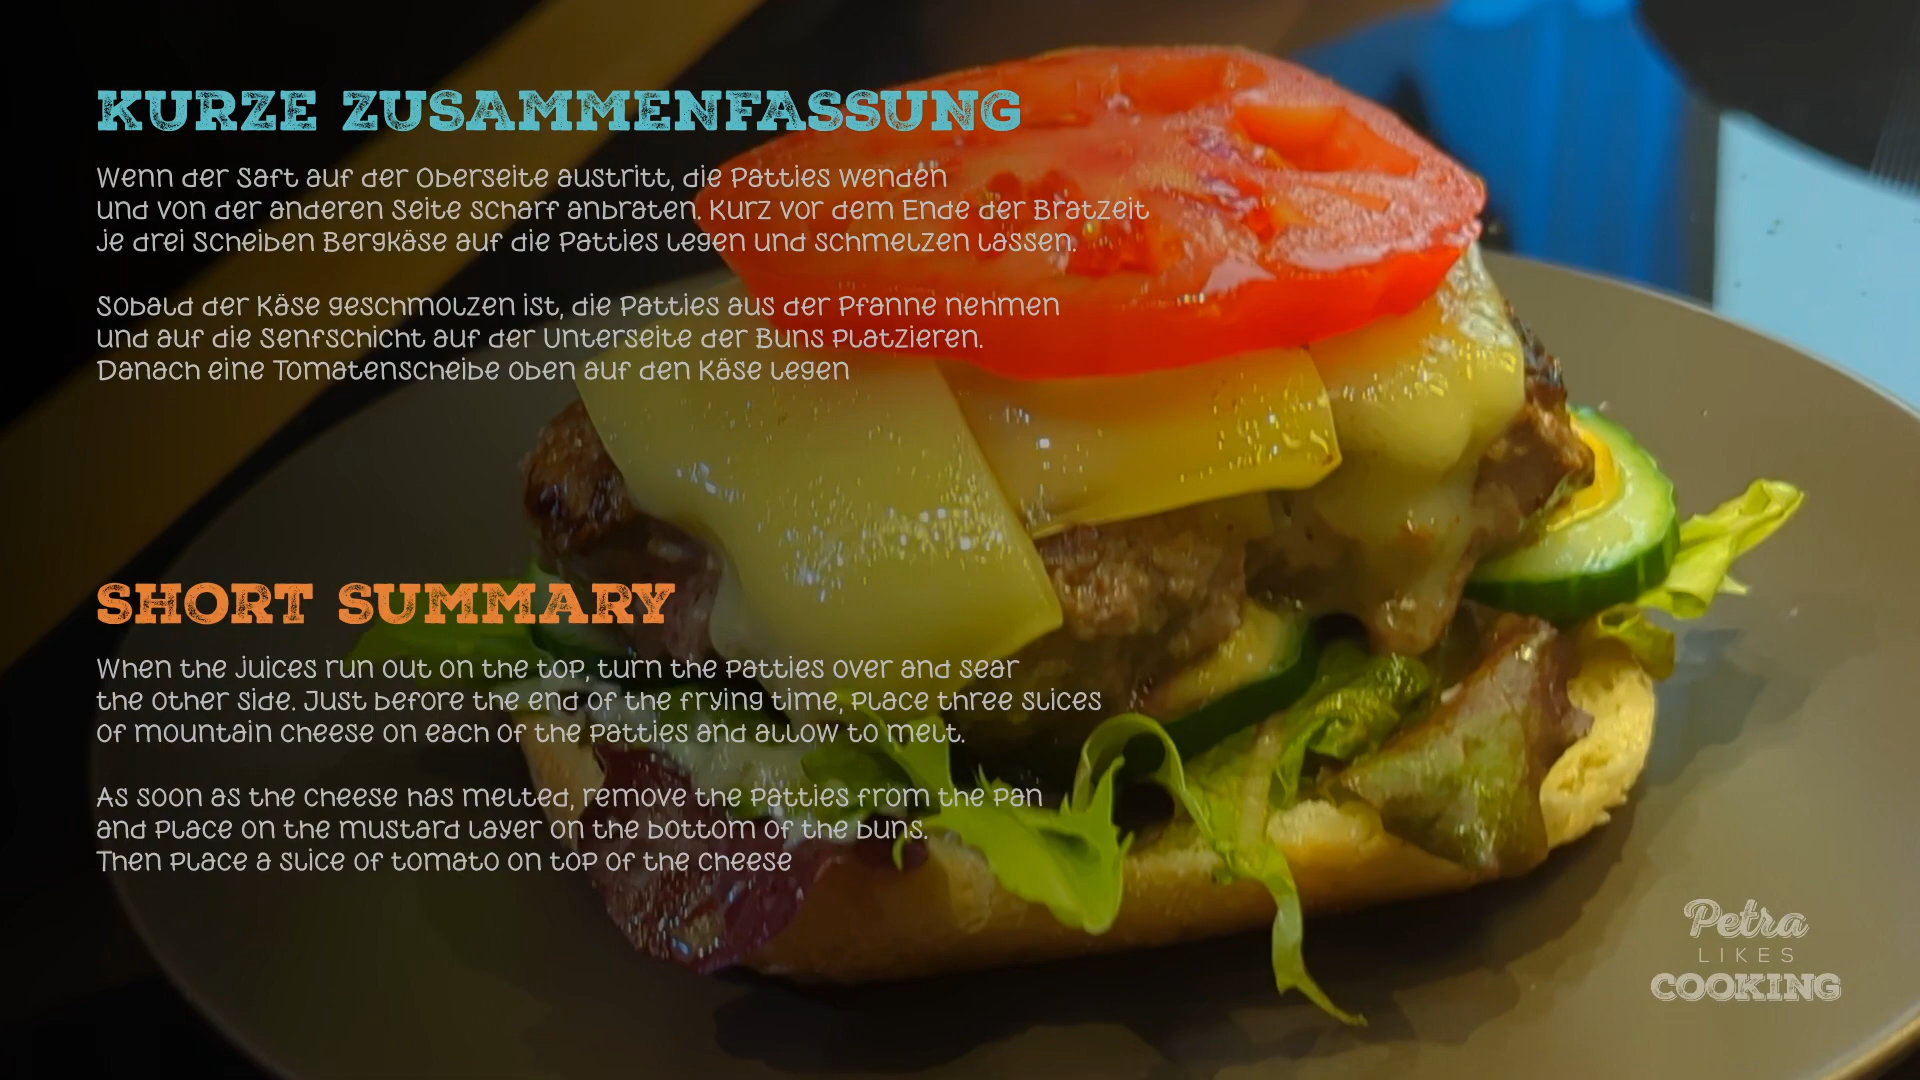 KURZE ZUSAMMENFASSUNG
Wenn der Saft auf der Oberseite austritt, die Patties wenden
und von der anderen Seite scharf anbraten. Kurz vor dem Ende der Bratzeit
je drei Scheiben Bergkäse auf die Patties legen und schmelzen lassen.
Sobald der Käse geschmolzen ist, die Patties aus der Pfanne nehmen
und auf die Senfschicht auf der Unterseite der Buns platzieren.
Danach eine Tomatenscheibe oben auf den Käse legen
SHORT SUMMARY
When the juices run out on the top, turn the patties over and sear
the other side. Just before the end of the frying time, place three slices
of mountain cheese on each of the patties and allow to melt.
As soon as the cheese has melted, remove the patties from the pan
and place on the mustard layer on the bottom of the buns.
Then place a slice of tomato on top of the cheese
Petra
LIKES
COOKING